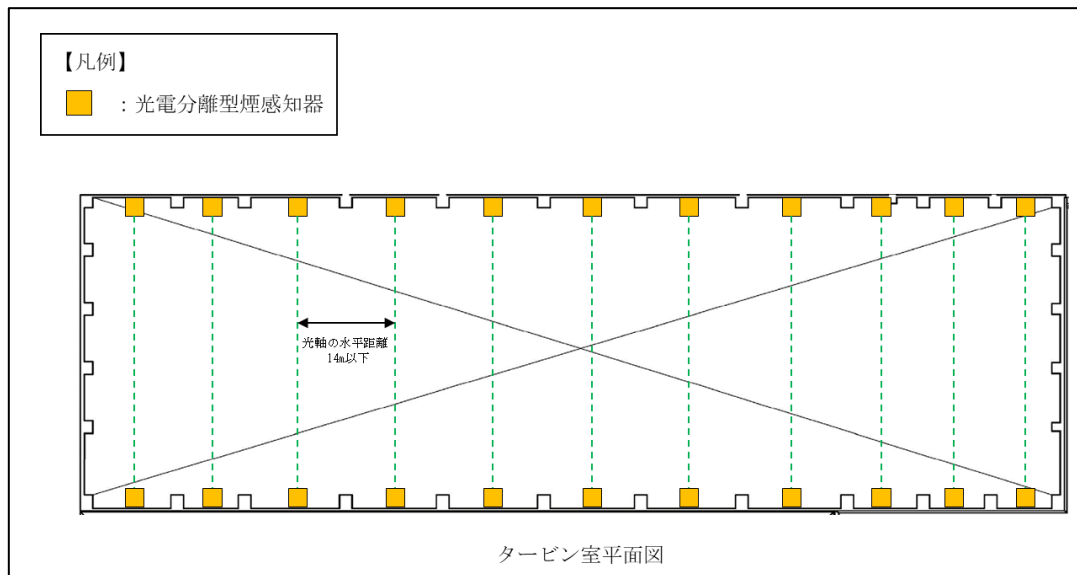 【凡例】
：光電分離型煙感知器
光軸の水平距離
14m以下
タービン室平面図